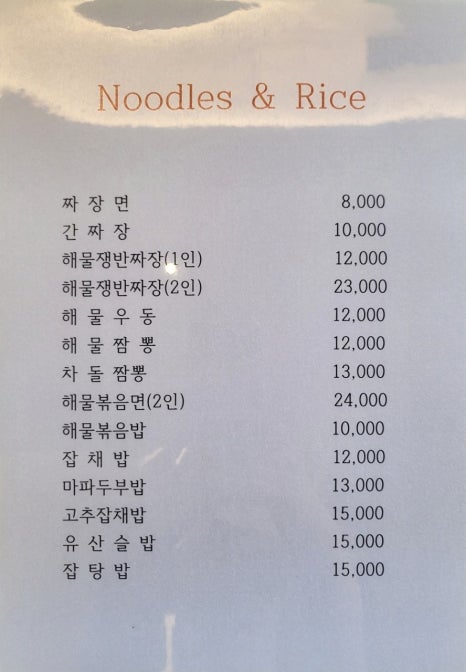 Noodles & Rice
짜 장 면 8,000
간 짜 장 10,000
해물쟁반짜장(1인) 12,000
해물쟁반짜장(2인) 23,000
해 물 우 동 12,000
해 물 짬 뽕 12,000
차 돌 짬뽕 13,000
해물볶음면(2인) 24,000
해물볶음밥 10,000
잡 채 밥 12,000
마파두부밥 13,000
고추잡채밥 15,000
유 산 슬 밥 15,000
잡 탕 밥 15,000